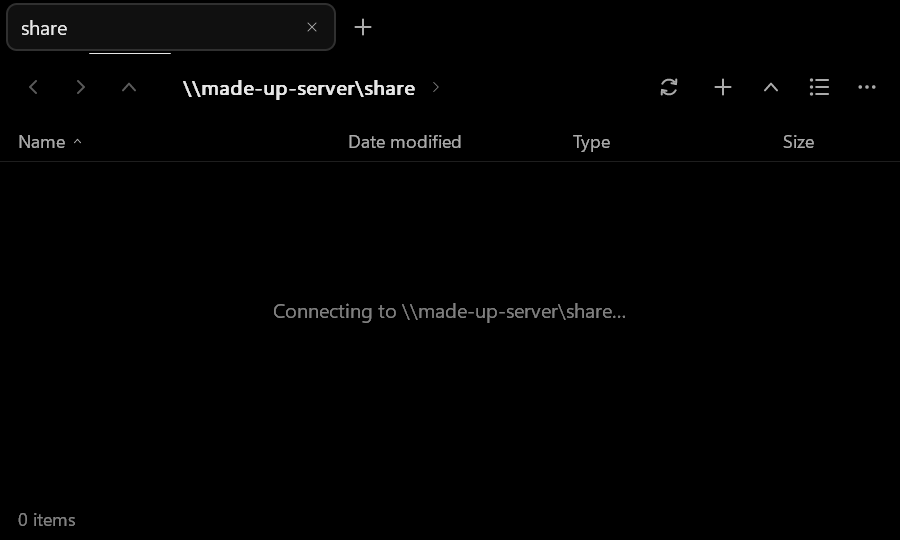 share
\\made-up-server\share
Name Date modified Type Size
Connecting to \\made-up-server\share...
0 items